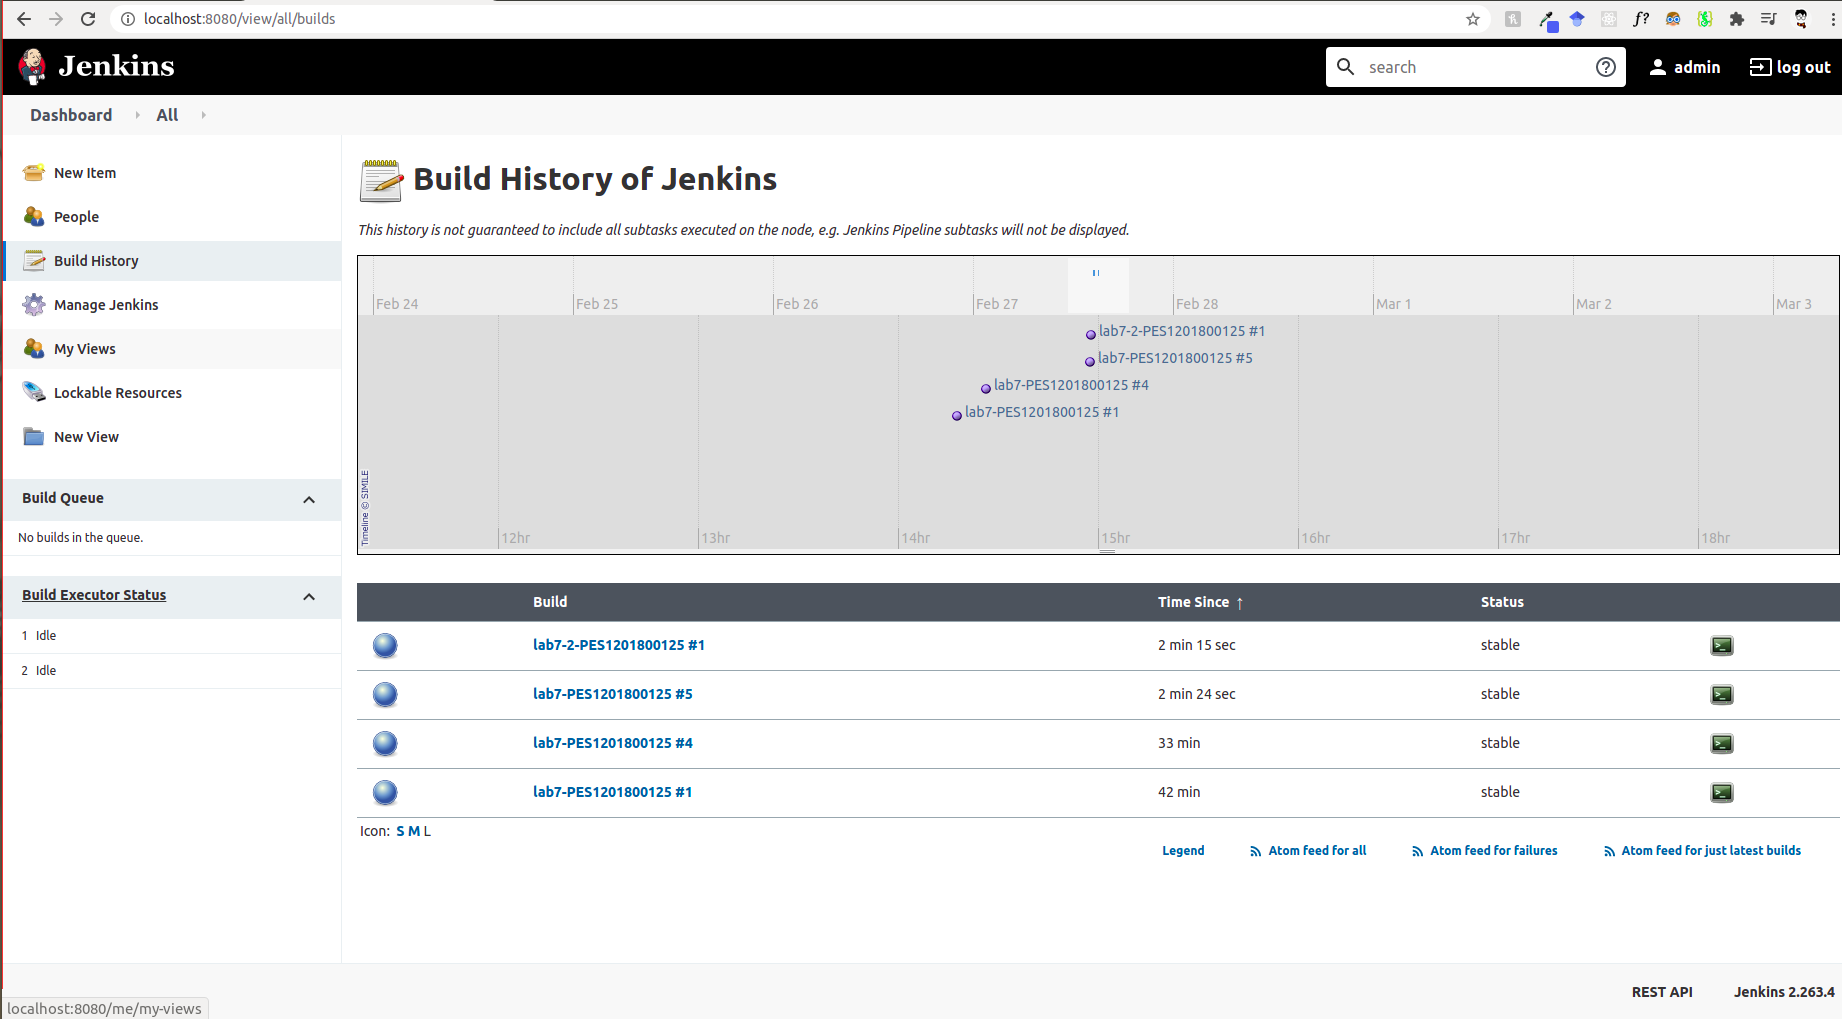 localhost:8080/view/all/builds
f?
Jenkins
search
admin
log out
Dashboard
All
New Item
People
Build History
Manage Jenkins
My Views
Lockable Resources
New View
Build Queue
No builds in the queue.
Build Executor Status
1 Idle
2 Idle
Build History of Jenkins
This history is not guaranteed to include all subtasks executed on the node, e.g. Jenkins Pipeline subtasks will not be displayed.
Feb 24 Feb 25 Feb 26 Feb 27 Feb 28 Mar 1 Mar 2 Mar 3
lab7-2-PES1201800125 #1
lab7-PES1201800125 #5
lab7-PES1201800125 #4
lab7-PES1201800125 #1
Timeline © SIMILE
12hr 13hr 14hr 15hr 16hr 17hr 18hr
Build Time Since ↑ Status
lab7-2-PES1201800125 #1 2 min 15 sec stable
lab7-PES1201800125 #5 2 min 24 sec stable
lab7-PES1201800125 #4 33 min stable
lab7-PES1201800125 #1 42 min stable
Icon: S M L
Legend Atom feed for all Atom feed for failures Atom feed for just latest builds
REST API Jenkins 2.263.4
localhost:8080/me/my-views